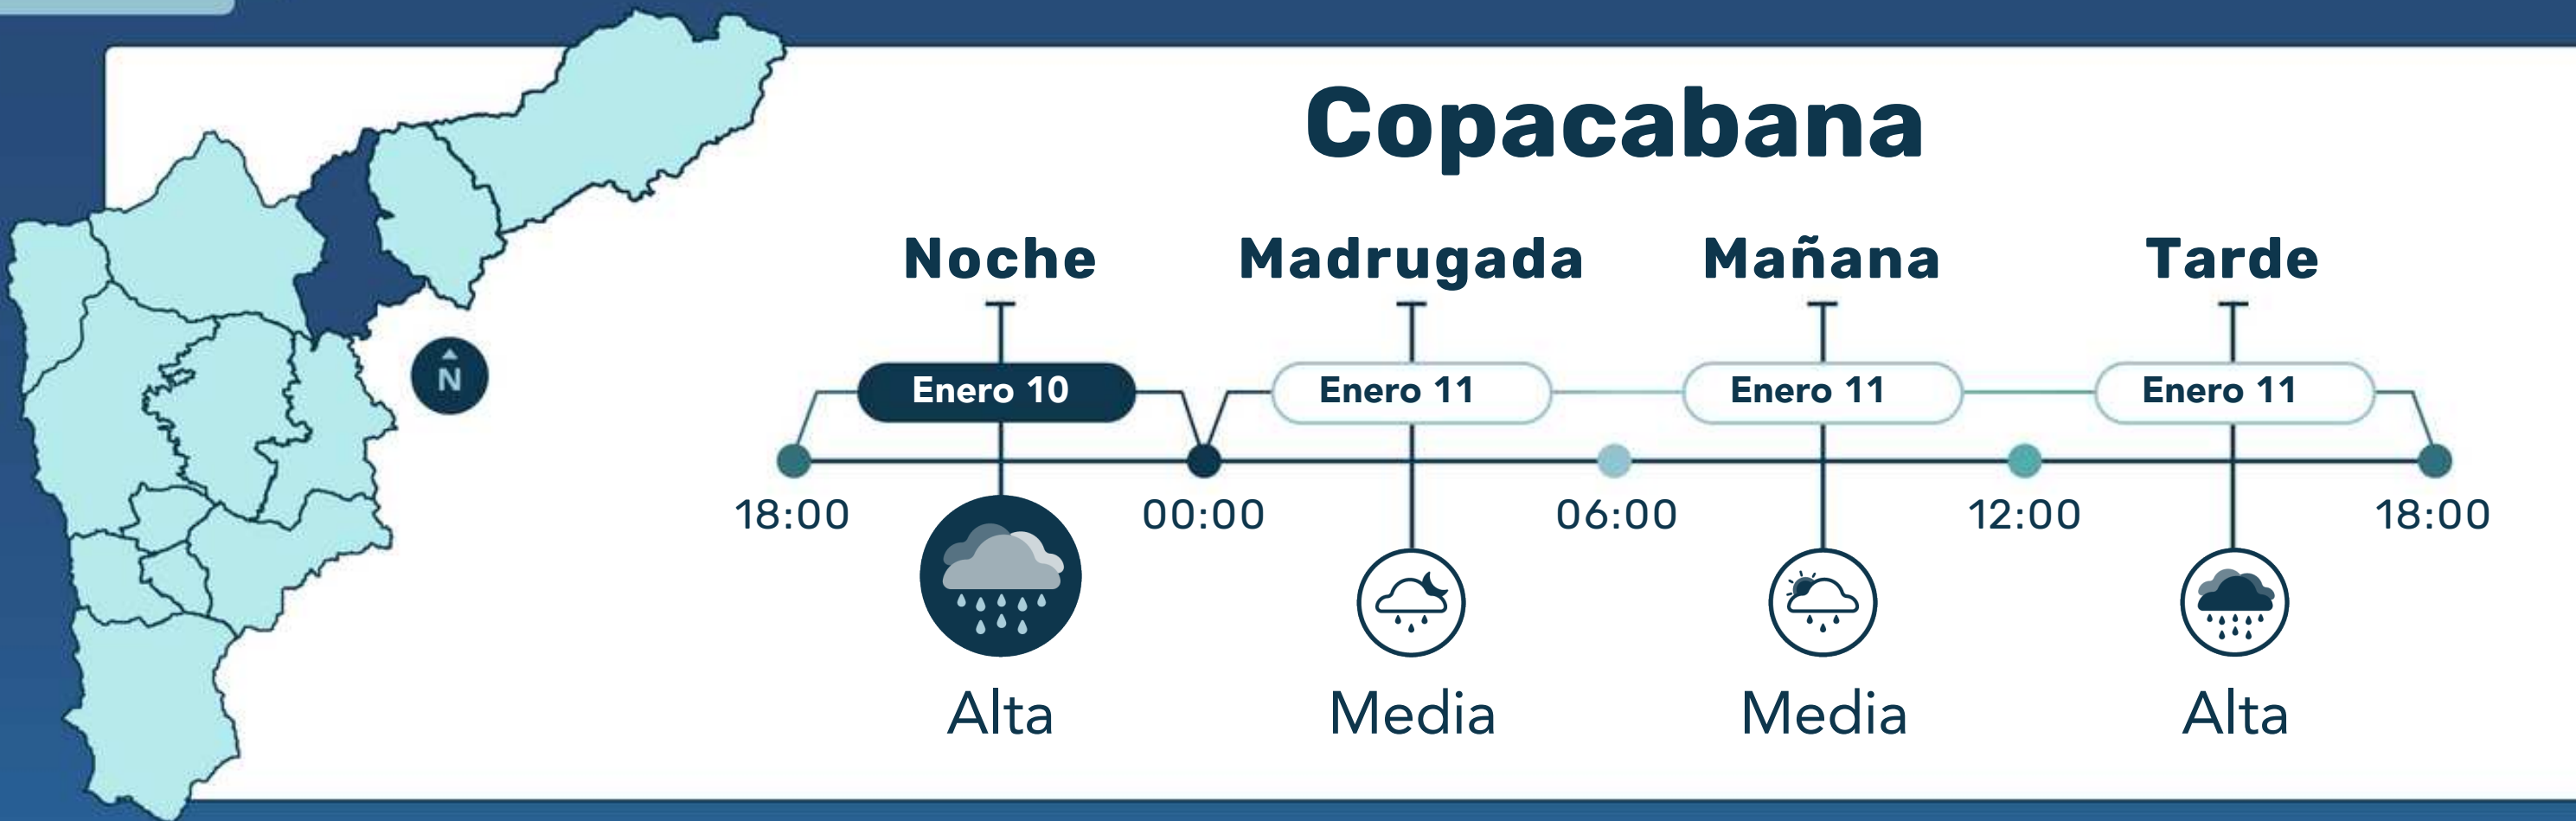 Copacabana
Noche Madrugada Mañana Tarde
Enero 10 Enero 11 Enero 11 Enero 11
N
18:00 00:00 06:00 12:00 18:00
Alta Media Media Alta